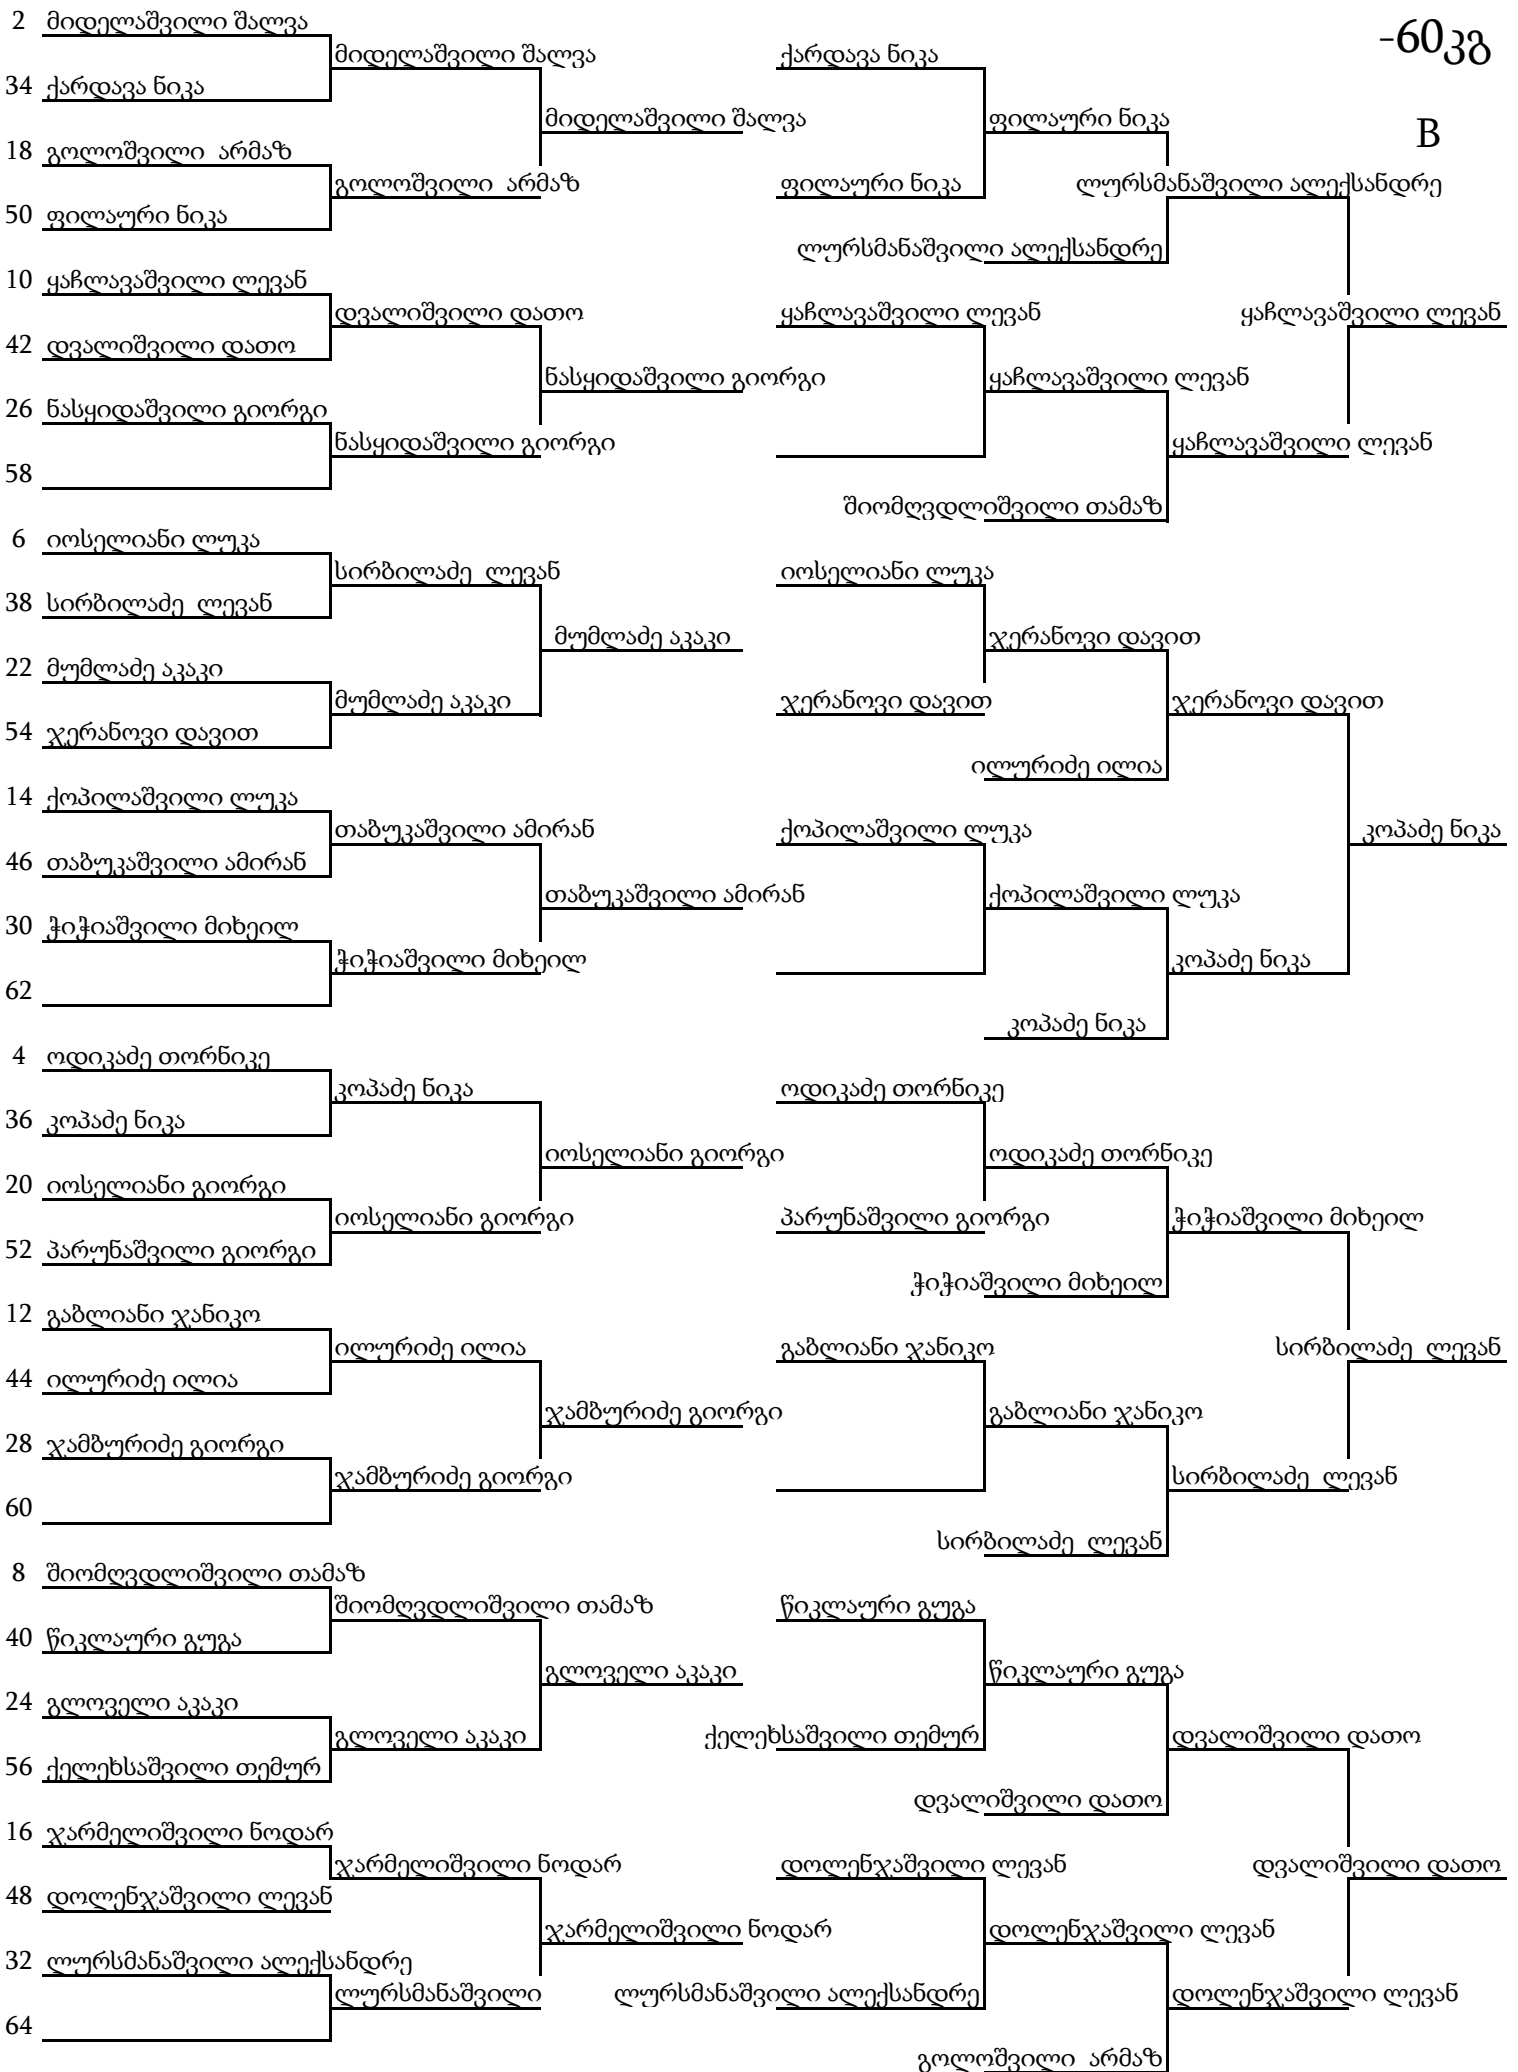 -60კგ
B
2 მიდელაშვილი შალვა
34 ქარდავა ნიკა
18 გოლოშვილი არმაზ
50 ფილაური ნიკა
10 ყაჩლავაშვილი ლევან
42 დვალიშვილი დათო
26 ნასყიდაშვილი გიორგი
58
6 იოსელიანი ლუკა
38 სირბილაძე ლევან
22 მუმლაძე აკაკი
54 ჯერანოვი დავით
14 ქოპილაშვილი ლუკა
46 თაბუკაშვილი ამირან
30 ჭიჭიაშვილი მიხეილ
62
4 ოდიკაძე თორნიკე
36 კოპაძე ნიკა
20 იოსელიანი გიორგი
52 პარუნაშვილი გიორგი
12 გაბლიანი ჯანიკო
44 ილურიძე ილია
28 ჯამბურიძე გიორგი
60
8 შიომღვდლიშვილი თამაზ
40 წიკლაური გუგა
24 გლოველი აკაკი
56 ქელეხსაშვილი თემურ
16 ჯარმელიშვილი ნოდარ
48 დოლენჯაშვილი ლევან
32 ლურსმანაშვილი ალექსანდრე
64
მიდელაშვილი შალვა
გოლოშვილი არმაზ
დვალიშვილი დათო
ნასყიდაშვილი გიორგი
სირბილაძე ლევან
მუმლაძე აკაკი
თაბუკაშვილი ამირან
ჭიჭიაშვილი მიხეილ
კოპაძე ნიკა
იოსელიანი გიორგი
ილურიძე ილია
ჯამბურიძე გიორგი
შიომღვდლიშვილი თამაზ
გლოველი აკაკი
ჯარმელიშვილი ნოდარ
ლურსმანაშვილი
მიდელაშვილი შალვა
ნასყიდაშვილი გიორგი
მუმლაძე აკაკი
თაბუკაშვილი ამირან
იოსელიანი გიორგი
ჯამბურიძე გიორგი
გლოველი აკაკი
ჯარმელიშვილი ნოდარ
ქარდავა ნიკა
ფილაური ნიკა
ყაჩლავაშვილი ლევან
იოსელიანი ლუკა
ჯერანოვი დავით
ქოპილაშვილი ლუკა
ოდიკაძე თორნიკე
პარუნაშვილი გიორგი
გაბლიანი ჯანიკო
წიკლაური გუგა
ქელეხსაშვილი თემურ
დოლენჯაშვილი ლევან
ლურსმანაშვილი ალექსანდრე
ფილაური ნიკა
ლურსმანაშვილი ალექსანდრე
ყაჩლავაშვილი ლევან
შიომღვდლიშვილი თამაზ
ჯერანოვი დავით
ილურიძე ილია
ქოპილაშვილი ლუკა
კოპაძე ნიკა
ოდიკაძე თორნიკე
ჭიჭიაშვილი მიხეილ
გაბლიანი ჯანიკო
სირბილაძე ლევან
წიკლაური გუგა
დვალიშვილი დათო
დოლენჯაშვილი ლევან
გოლოშვილი არმაზ
ლურსმანაშვილი ალექსანდრე
ყაჩლავაშვილი ლევან
ჯერანოვი დავით
კოპაძე ნიკა
ჭიჭიაშვილი მიხეილ
სირბილაძე ლევან
დვალიშვილი დათო
დოლენჯაშვილი ლევან
ყაჩლავაშვილი ლევან
კოპაძე ნიკა
სირბილაძე ლევან
დვალიშვილი დათო